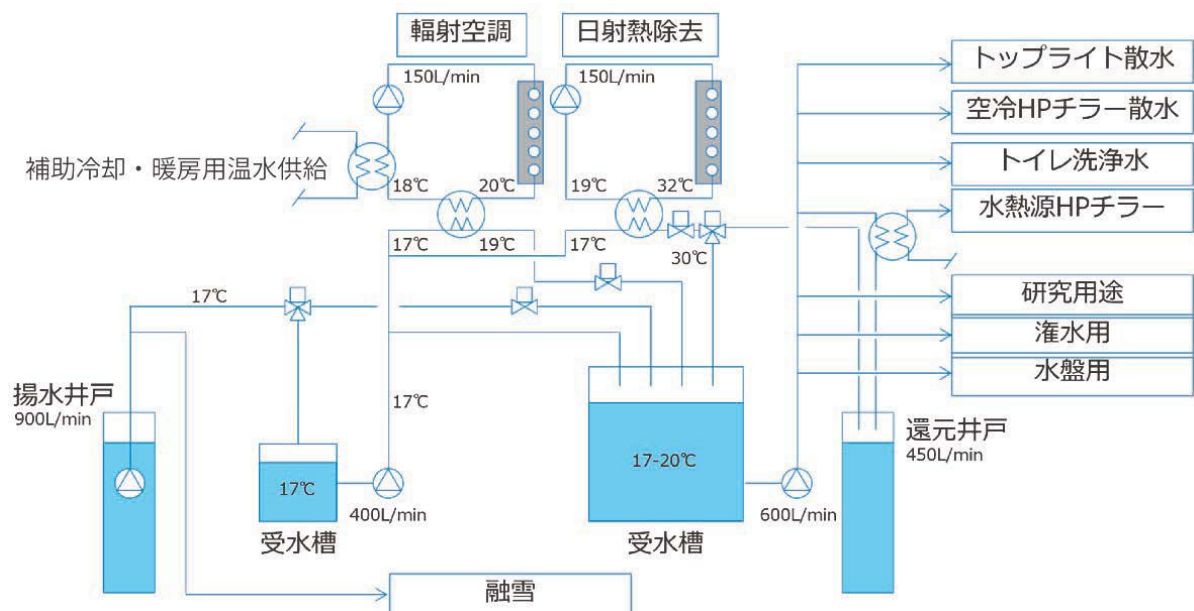 輻射空調
日射熱除去
150L/min
150L/min
補助冷却・暖房用温水供給
18℃
20℃
19℃
32℃
17℃
19℃
17℃
30℃
17℃
揚水井戸
900L/min
17℃
17℃
400L/min
受水槽
17-20℃
受水槽
600L/min
還元井戸
450L/min
融雪
トップライト散水
空冷HPチラー散水
トイレ洗浄水
水熱源HPチラー
研究用途
潅水用
水盤用